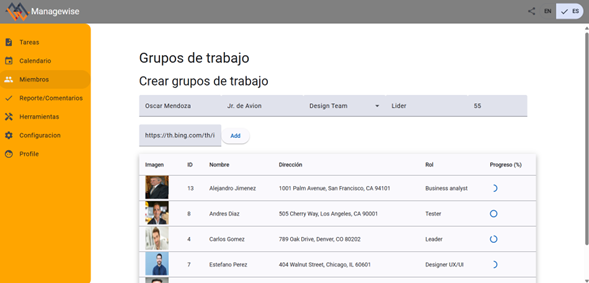 Managewise
EN
ES
Tareas
Calendario
Miembros
Reporte/Comentarios
Herramientas
Configuracion
Profile
Grupos de trabajo
Crear grupos de trabajo
Oscar Mendoza Jr. de Avion Design Team Lider 55
https://th.bing.com/th/i Add
Imagen ID Nombre Dirección Rol Progreso (%)
13 Alejandro Jimenez 1001 Palm Avenue, San Francisco, CA 94101 Business analyst
8 Andres Diaz 505 Cherry Way, Los Angeles, CA 90001 Tester
4 Carlos Gomez 789 Oak Drive, Denver, CO 80202 Leader
7 Estefano Perez 404 Walnut Street, Chicago, IL 60601 Designer UX/UI